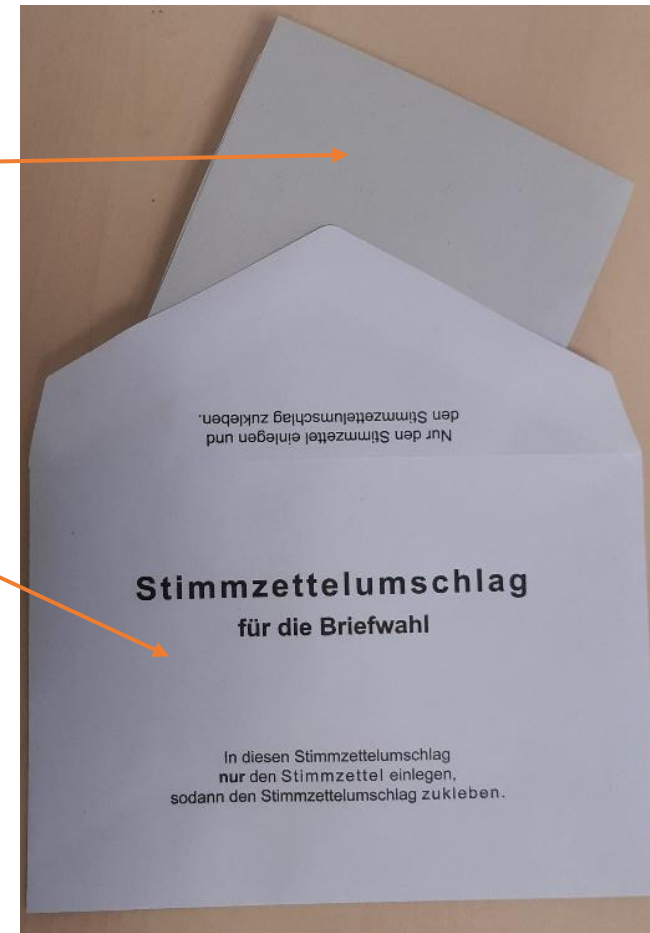 Nur den Stimmzettel einlegen und
den Stimmzettelumschlag zukleben.
Stimmzettelumschlag
für die Briefwahl
In diesen Stimmzettelumschlag
nur den Stimmzettel einlegen,
sodann den Stimmzettelumschlag zukleben.